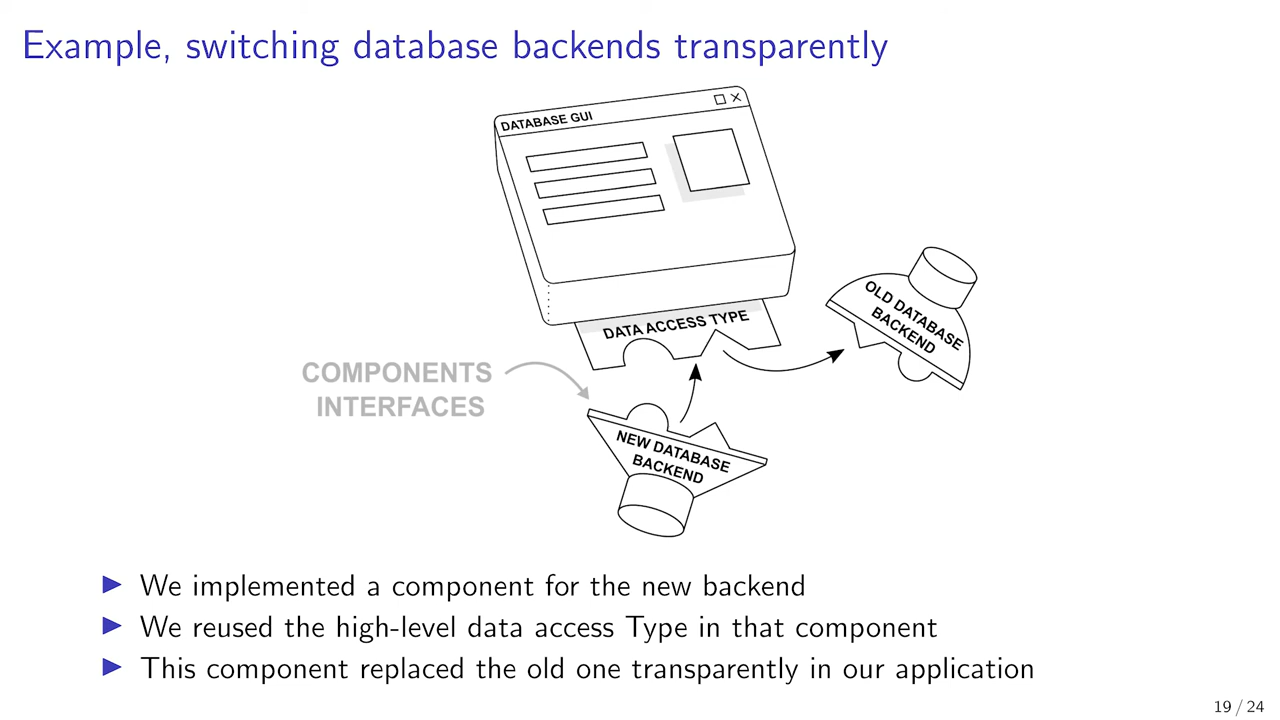 Example, switching database backends transparently
DATABASE GUI
DATA ACCESS TYPE
OLD DATABASE
BACKEND
COMPONENTS
INTERFACES
NEW DATABASE
BACKEND
We implemented a component for the new backend
We reused the high-level data access Type in that component
This component replaced the old one transparently in our application
19 / 24